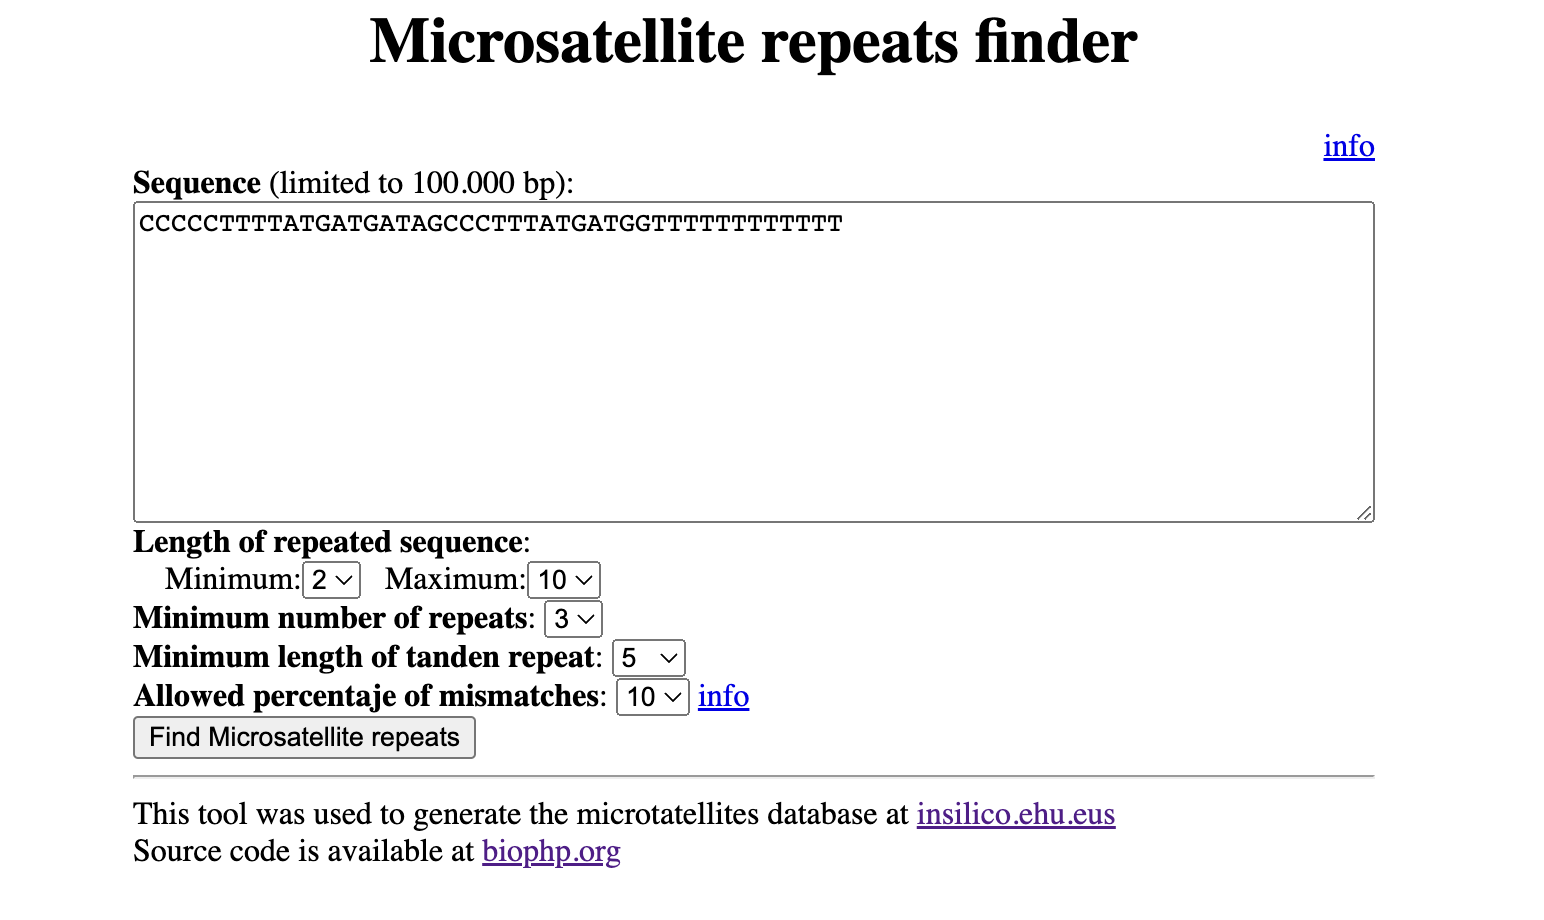 Microsatellite repeats finder
info
Sequence (limited to 100.000 bp):
CCCCCTTTTATGATGATAGCCCTTTATGATGGTTTTTTTTTTTT
Length of repeated sequence:
Minimum: 2 Maximum: 10
Minimum number of repeats: 3
Minimum length of tanden repeat: 5
Allowed percentaje of mismatches: 10 info
Find Microsatellite repeats
This tool was used to generate the microtatellites database at insilico.ehu.eus
Source code is available at biophp.org